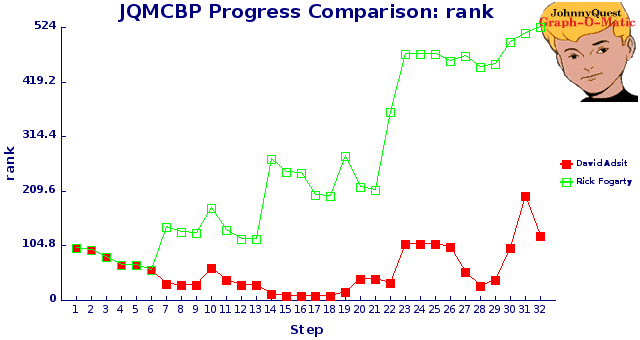 JQMCBP Progress Comparison: rank
JohnnyQuest
Graph-O-Matic
524
419.2
314.4
209.6
104.8
0
rank
1 2 3 4 5 6 7 8 9 10 11 12 13 14 15 16 17 18 19 20 21 22 23 24 25 26 27 28 29 30 31 32
Step
David Adsit
Rick Fogarty